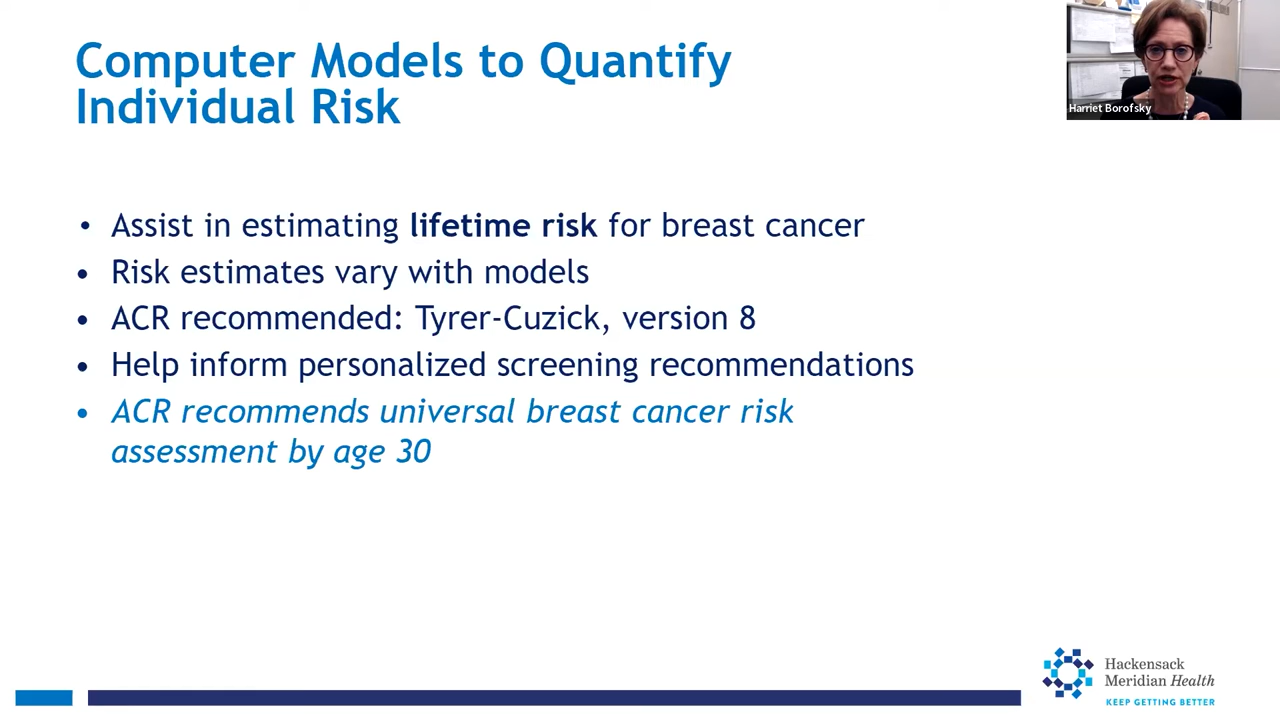 Computer Models to Quantify
Individual Risk
Harriet Borofsky
• Assist in estimating lifetime risk for breast cancer
• Risk estimates vary with models
• ACR recommended: Tyrer-Cuzick, version 8
• Help inform personalized screening recommendations
• ACR recommends universal breast cancer risk
assessment by age 30
Hackensack
Meridian Health
KEEP GETTING BETTER